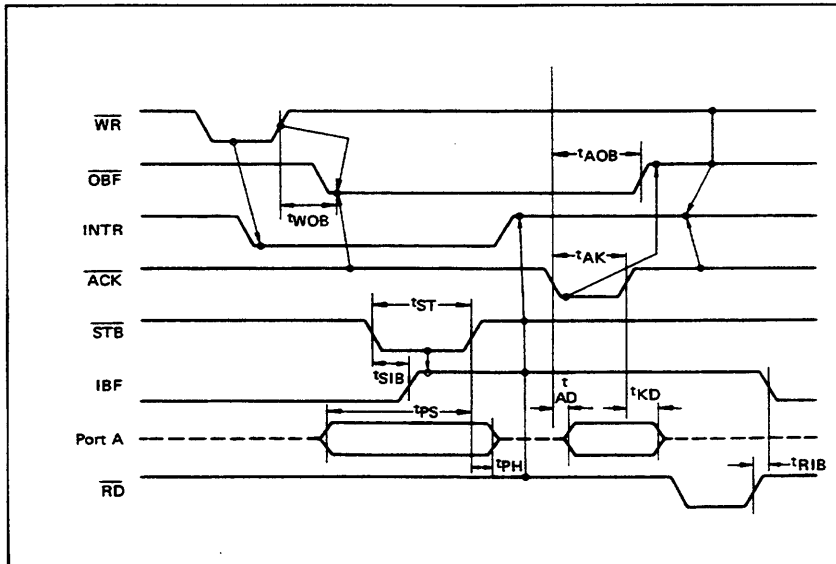 WR
OBF
tAOB
tWOB
INTR
tAK
ACK
tST
STB
tSIB
IBF
t
AD
tKD
tPS
Port A
tPH
tRIB
RD